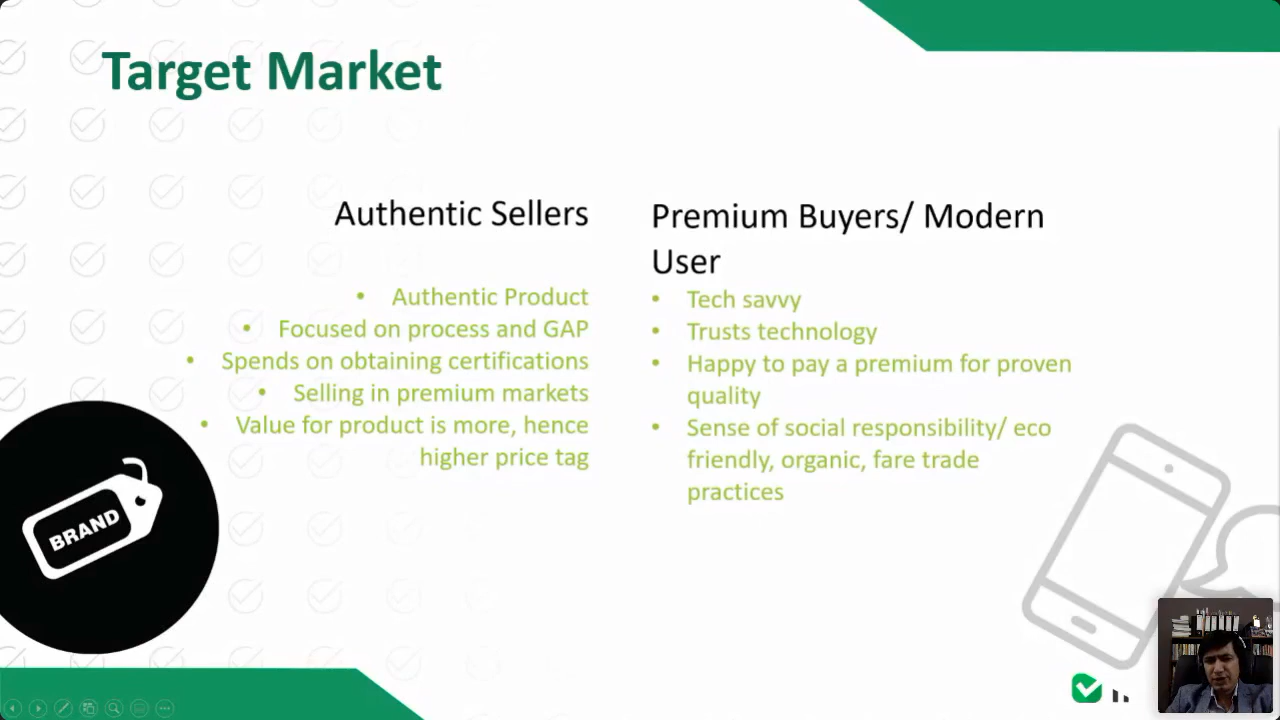 Target Market
Authentic Sellers
• Authentic Product
• Focused on process and GAP
• Spends on obtaining certifications
• Selling in premium markets
• Value for product is more, hence
higher price tag
Premium Buyers/ Modern
User
• Tech savvy
• Trusts technology
• Happy to pay a premium for proven
quality
• Sense of social responsibility/ eco
friendly, organic, fare trade
practices
BRAND